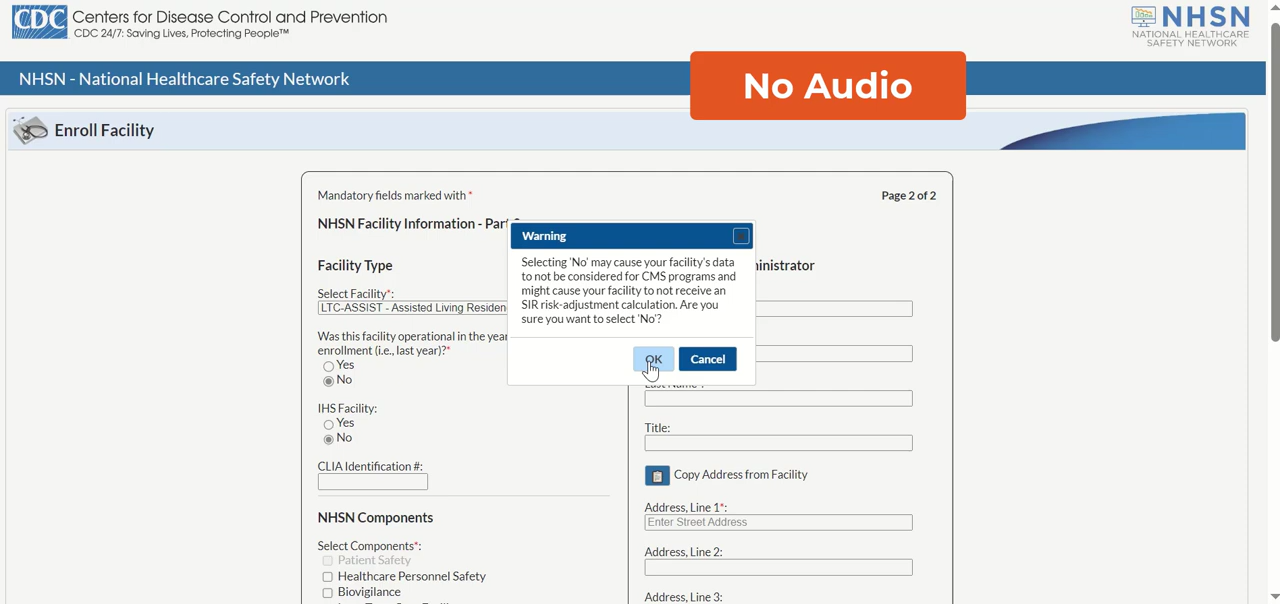 CDC
Centers for Disease Control and Prevention
CDC 24/7: Saving Lives, Protecting People™
NHSN
NATIONAL HEALTHCARE
SAFETY NETWORK
NHSN - National Healthcare Safety Network
No Audio
Enroll Facility
Mandatory fields marked with *
Page 2 of 2
NHSN Facility Information - Part
Warning
Selecting 'No' may cause your facility's data
to not be considered for CMS programs and
might cause your facility to not receive an
SIR risk-adjustment calculation. Are you
sure you want to select 'No'?
OK
Cancel
Facility Type
Select Facility*:
LTC-ASSIST - Assisted Living Residen
Was this facility operational in the year
enrollment (i.e., last year)?*
Yes
No
IHS Facility:
Yes
No
CLIA Identification #:
NHSN Components
Select Components*:
Patient Safety
Healthcare Personnel Safety
Biovigilance
ministrator
Last Name*:
Title:
Copy Address from Facility
Address, Line 1*:
Enter Street Address
Address, Line 2:
Address, Line 3: